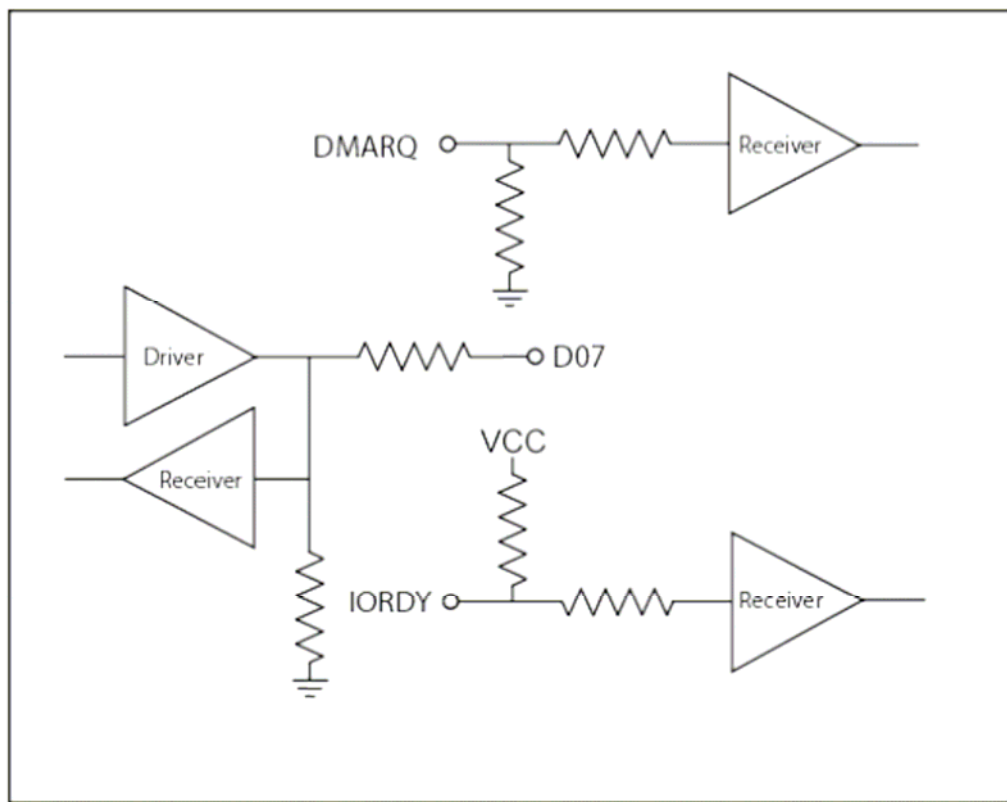 DMARQ
Receiver
Driver
D07
Receiver
VCC
IORDY
Receiver